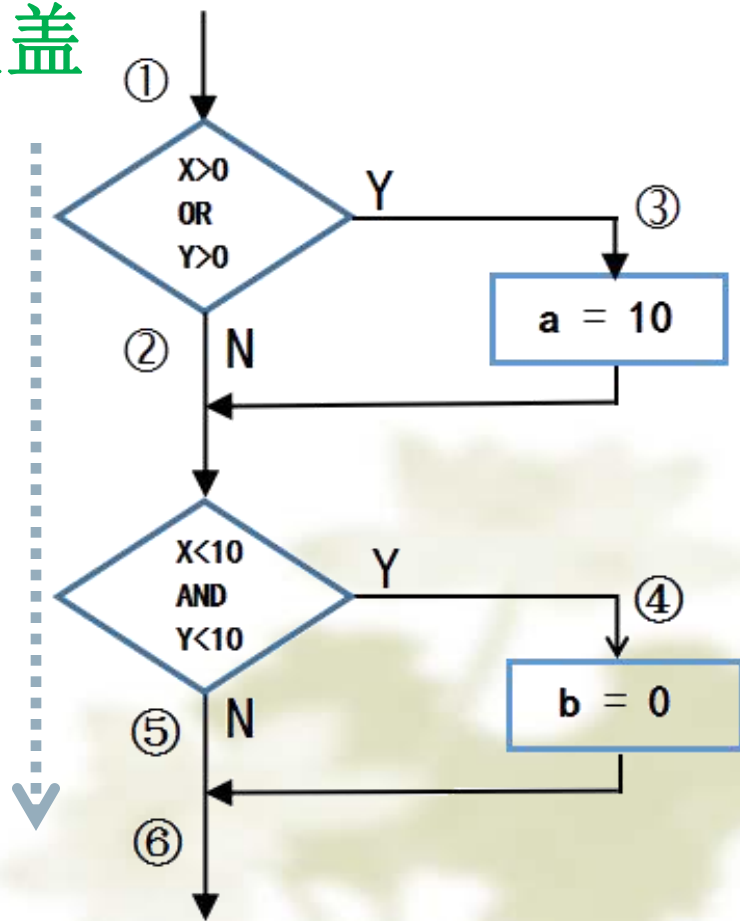 盖
①
X>0
OR
Y>0
Y
③
a = 10
②
N
X<10
AND
Y<10
Y
④
b = 0
⑤
N
⑥